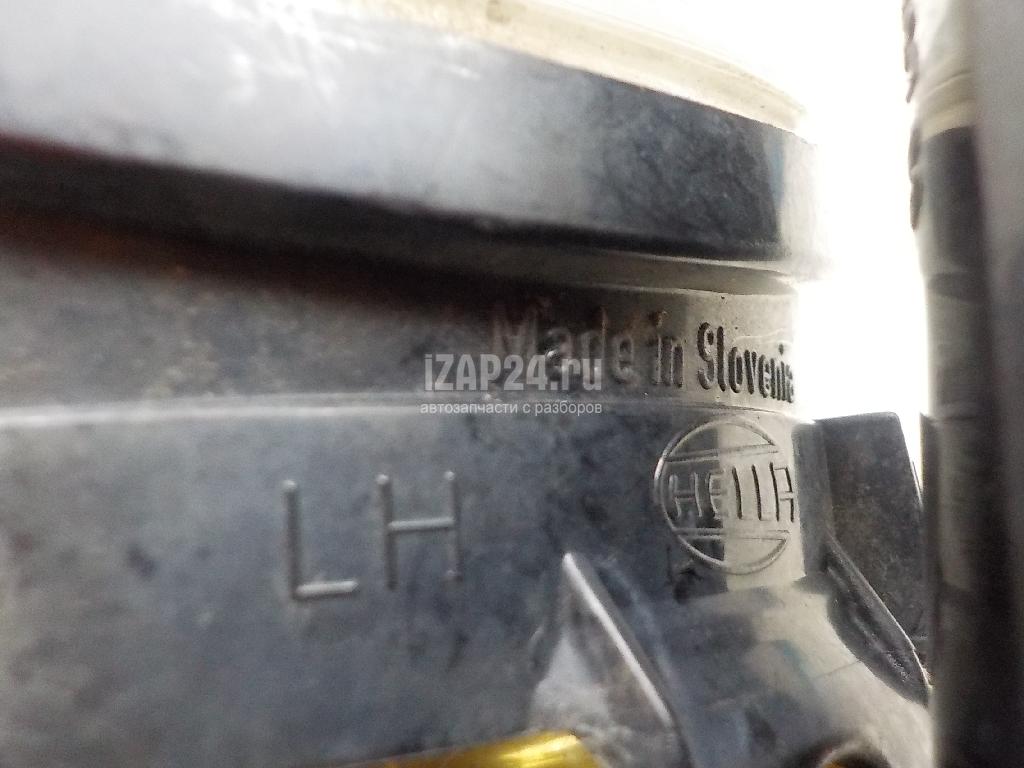 Made in Slovenia
iZAP24.ru
автозапчасти с разборов
LH
HELLA